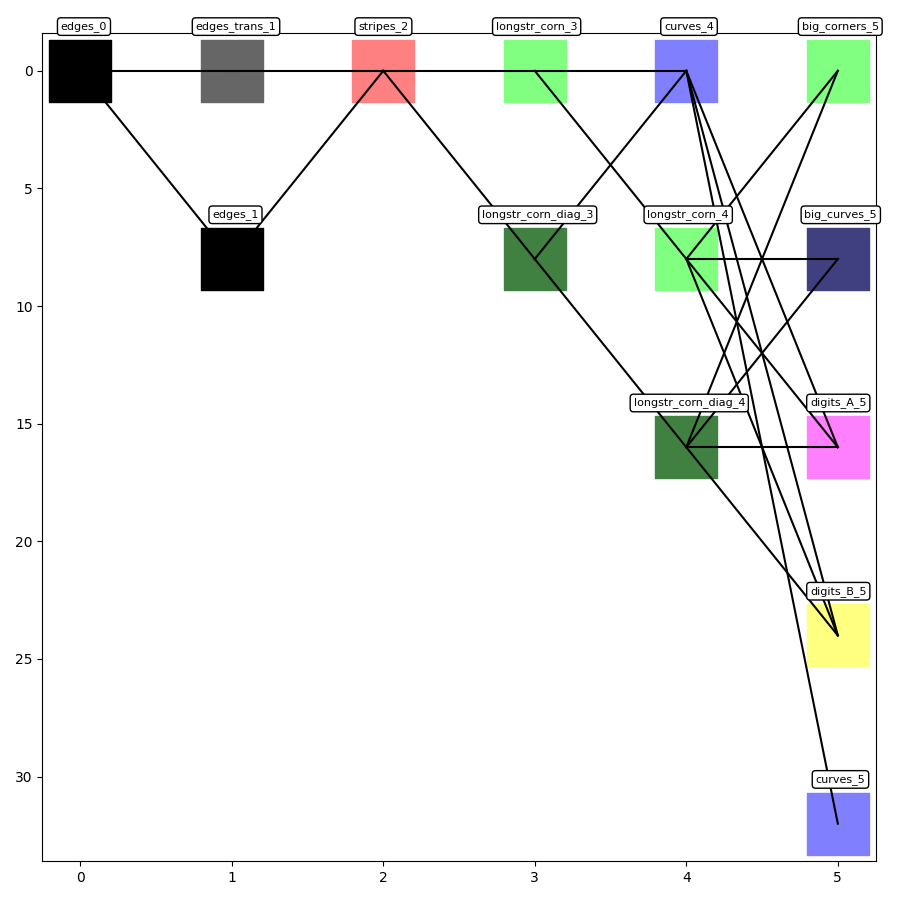 edges_0 edges_trans_1 stripes_2 longstr_corn_3 curves_4 big_corners_5
0
5
edges_1 longstr_corn_diag_3 longstr_corn_4 big_curves_5
10
longstr_corn_diag_4 digits_A_5
15
20
digits_B_5
25
30
curves_5
0 1 2 3 4 5